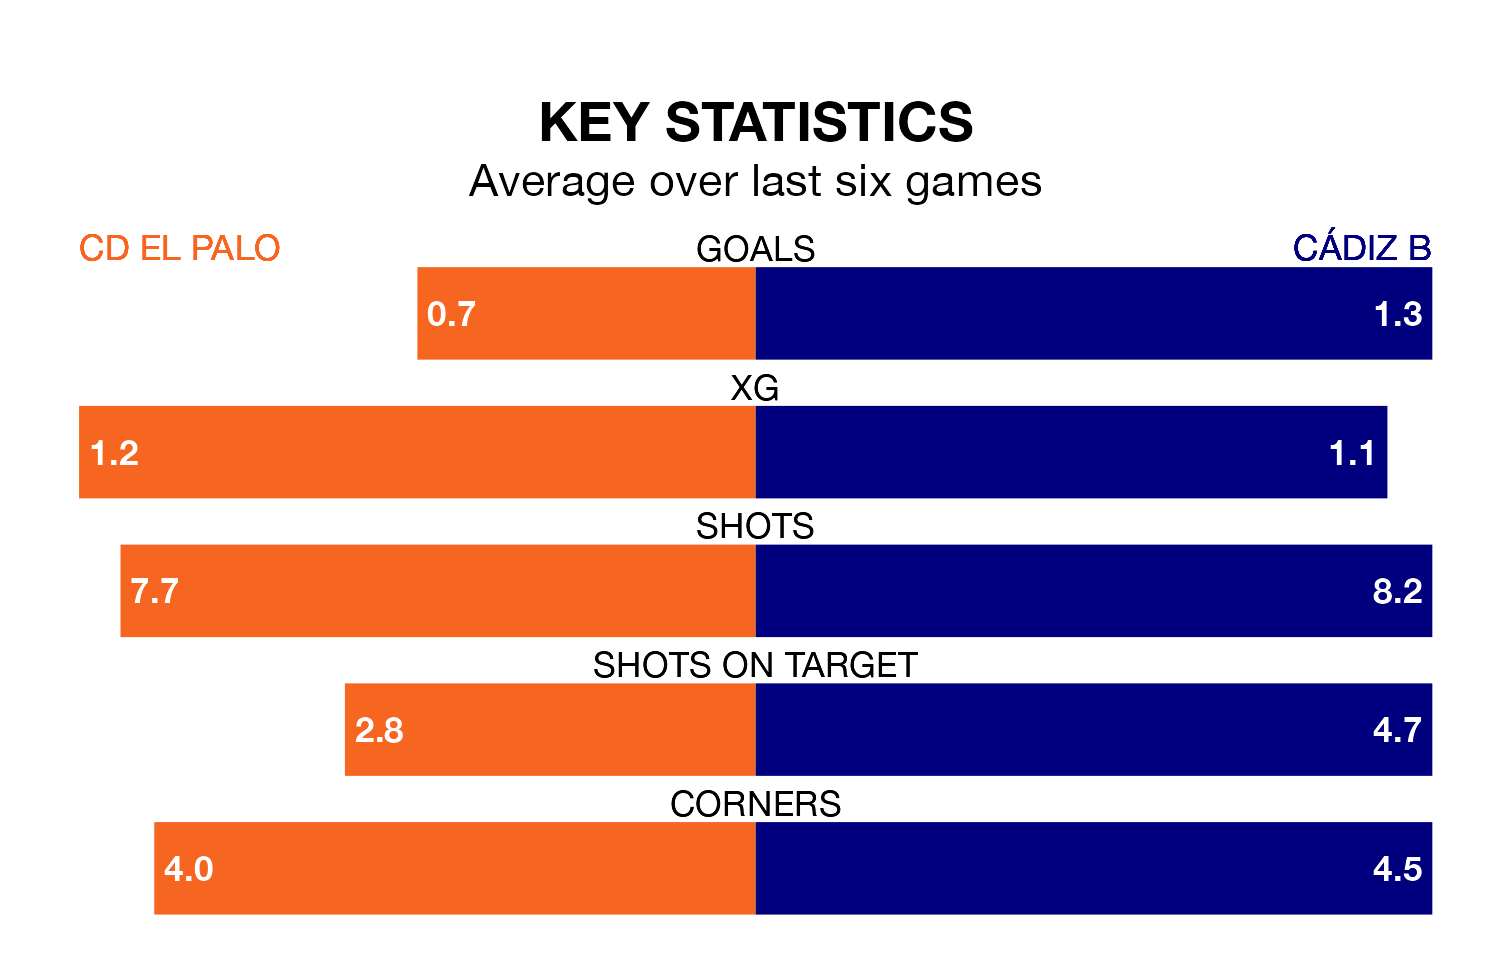 KEY STATISTICS
Average over last six games
CD EL PALO GOALS CÁDIZ B
0.7 1.3
XG
1.2 1.1
SHOTS
7.7 8.2
SHOTS ON TARGET
2.8 4.7
CORNERS
4.0 4.5